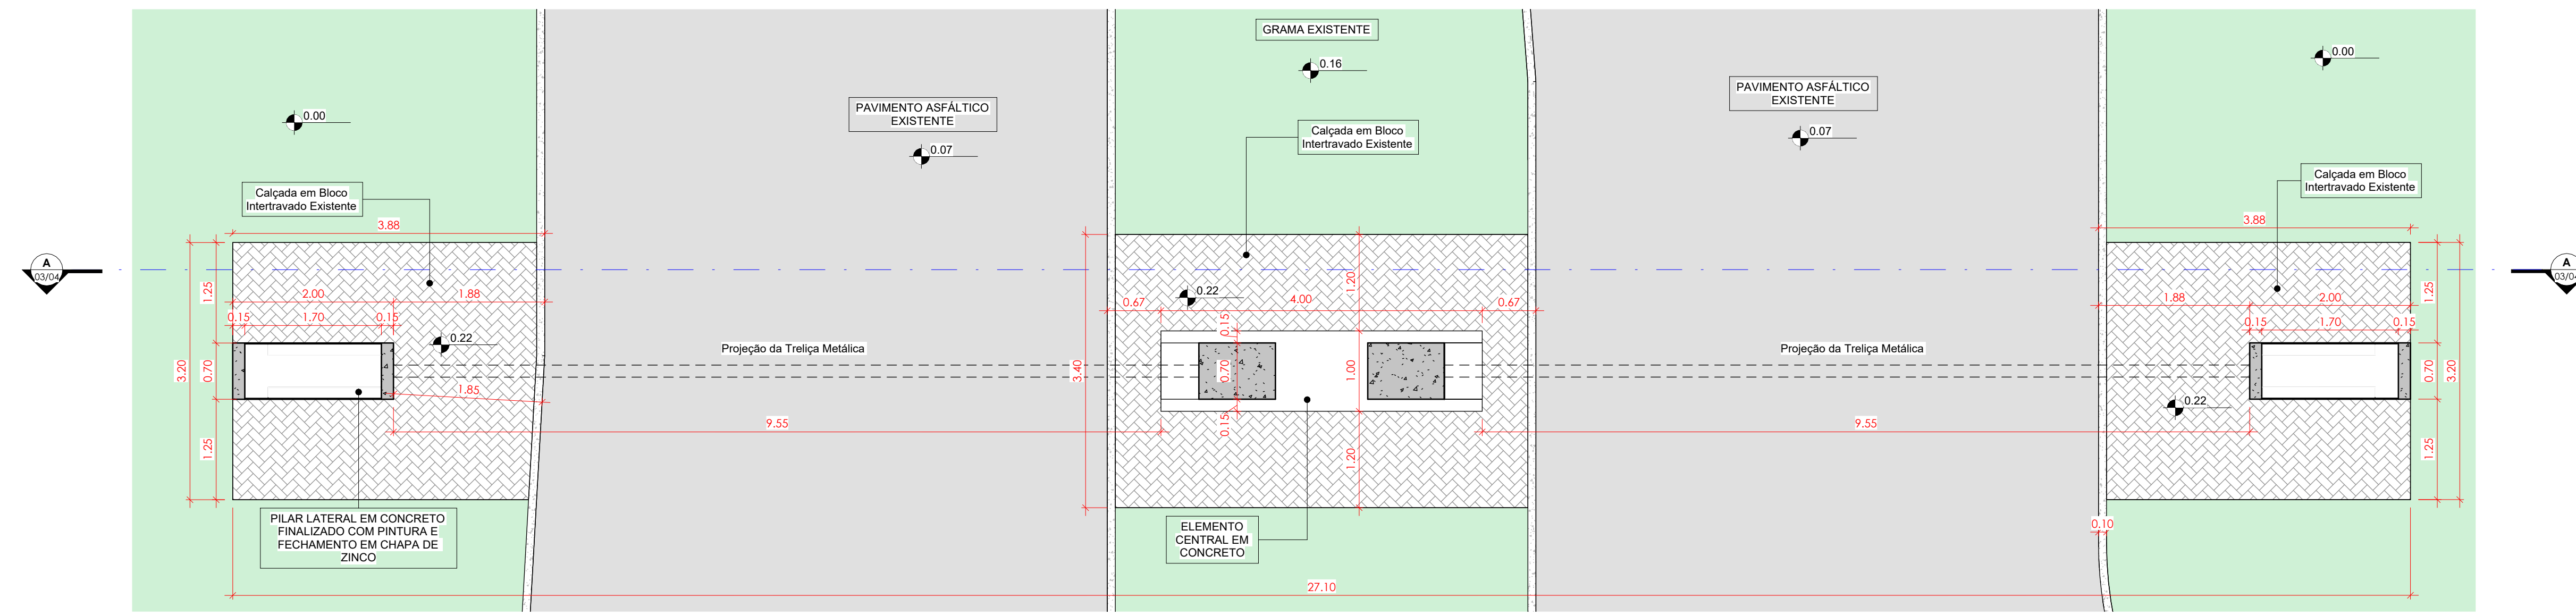 GRAMA EXISTENTE
0.16
0.00
0.00
PAVIMENTO ASFÁLTICO
EXISTENTE
0.07
PAVIMENTO ASFÁLTICO
EXISTENTE
0.07
Calçada em Bloco
Intertravado Existente
Calçada em Bloco
Intertravado Existente
Calçada em Bloco
Intertravado Existente
3.88
3.88
A
03/04
A
03/04
1.25
2.00
1.88
0.15
1.70
0.15
0.22
3.20
0.70
1.85
1.25
Projeção da Treliça Metálica
9.55
3.40
0.67
0.22
4.00
1.20
0.67
0.15
0.70
1.00
0.15
1.20
Projeção da Treliça Metálica
9.55
1.88
2.00
1.25
0.15
1.70
0.15
0.70
3.20
0.22
1.25
PILAR LATERAL EM CONCRETO
FINALIZADO COM PINTURA E
FECHAMENTO EM CHAPA DE
ZINCO
ELEMENTO
CENTRAL EM
CONCRETO
0.10
27.10